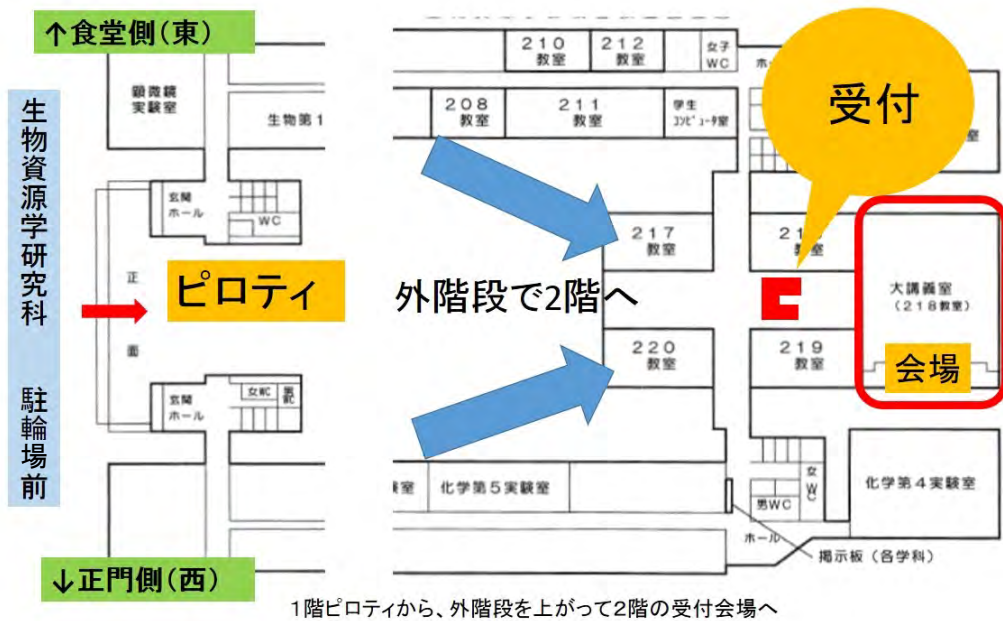 ↑食堂側(東)
顕微鏡
実験室
生物第1
生物資源学研究科　駐輪場前
玄関
ホール
WC
正面
ピロティ
玄関
ホール
女WC
↓正門側(西)
210
教室
212
教室
女子
WC
ホール
208
教室
211
教室
学生
ｺﾝﾋﾟｭｰﾀ室
受付
217
教室
教室
外階段で2階へ
大講義室
(218教室)
会場
220
教室
219
教室
験室
化学第5実験室
男WC
女WC
ホール
化学第4実験室
掲示板(各学科)
1階ピロティから、外階段を上がって2階の受付会場へ